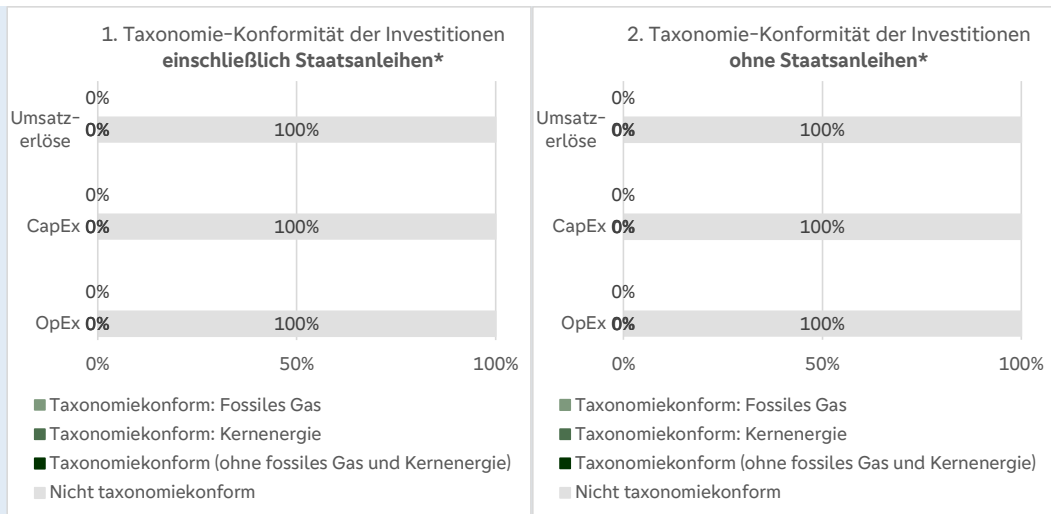 1. Taxonomie-Konformität der Investitionen
einschließlich Staatsanleihen*
0%
Umsatz-
erlöse
0%
100%
0%
CapEx 0%
100%
0%
OpEx 0%
100%
0%
50%
100%
Taxonomiekonform: Fossiles Gas
Taxonomiekonform: Kernenergie
Taxonomiekonform (ohne fossiles Gas und Kernenergie)
Nicht taxonomiekonform
2. Taxonomie-Konformität der Investitionen
ohne Staatsanleihen*
0%
Umsatz-
erlöse
0%
100%
0%
CapEx 0%
100%
0%
OpEx 0%
100%
0%
50%
100%
Taxonomiekonform: Fossiles Gas
Taxonomiekonform: Kernenergie
Taxonomiekonform (ohne fossiles Gas und Kernenergie)
Nicht taxonomiekonform